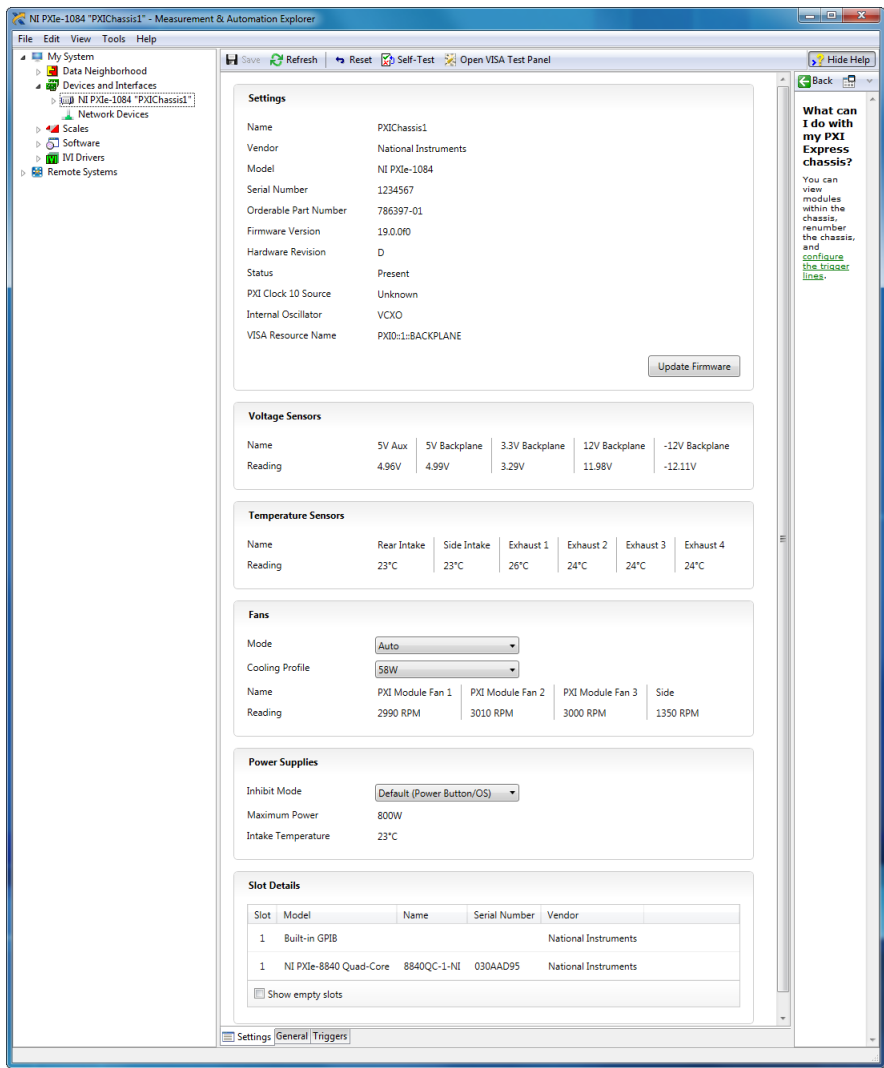 NI PXIe-1084 "PXIChassis1" - Measurement & Automation Explorer
File Edit View Tools Help
My System
Data Neighborhood
Devices and Interfaces
NI PXIe-1084 "PXIChassis1"
Network Devices
Scales
Software
IVI Drivers
Remote Systems
Save Refresh Reset Self-Test Open VISA Test Panel Hide Help
Settings
Name PXIChassis1
Vendor National Instruments
Model NI PXIe-1084
Serial Number 1234567
Orderable Part Number 786397-01
Firmware Version 19.0.0f0
Hardware Revision D
Status Present
PXI Clock 10 Source Unknown
Internal Oscillator VCXO
VISA Resource Name PXI0::1::BACKPLANE
Update Firmware
Voltage Sensors
Name 5V Aux 5V Backplane 3.3V Backplane 12V Backplane -12V Backplane
Reading 4.96V 4.99V 3.29V 11.98V -12.11V
Temperature Sensors
Name Rear Intake Side Intake Exhaust 1 Exhaust 2 Exhaust 3 Exhaust 4
Reading 23°C 23°C 26°C 24°C 24°C 24°C
Fans
Mode Auto
Cooling Profile 58W
Name PXI Module Fan 1 PXI Module Fan 2 PXI Module Fan 3 Side
Reading 2990 RPM 3010 RPM 3000 RPM 1350 RPM
Power Supplies
Inhibit Mode Default (Power Button/OS)
Maximum Power 800W
Intake Temperature 23°C
Slot Details
Slot Model Name Serial Number Vendor
1 Built-in GPIB National Instruments
1 NI PXIe-8840 Quad-Core 8840QC-1-NI 030AAD95 National Instruments
Show empty slots
Settings General Triggers
Back
What can
I do with
my PXI
Express
chassis?
You can
view
modules
within the
chassis,
renumber
the chassis,
and
configure
the trigger
lines.